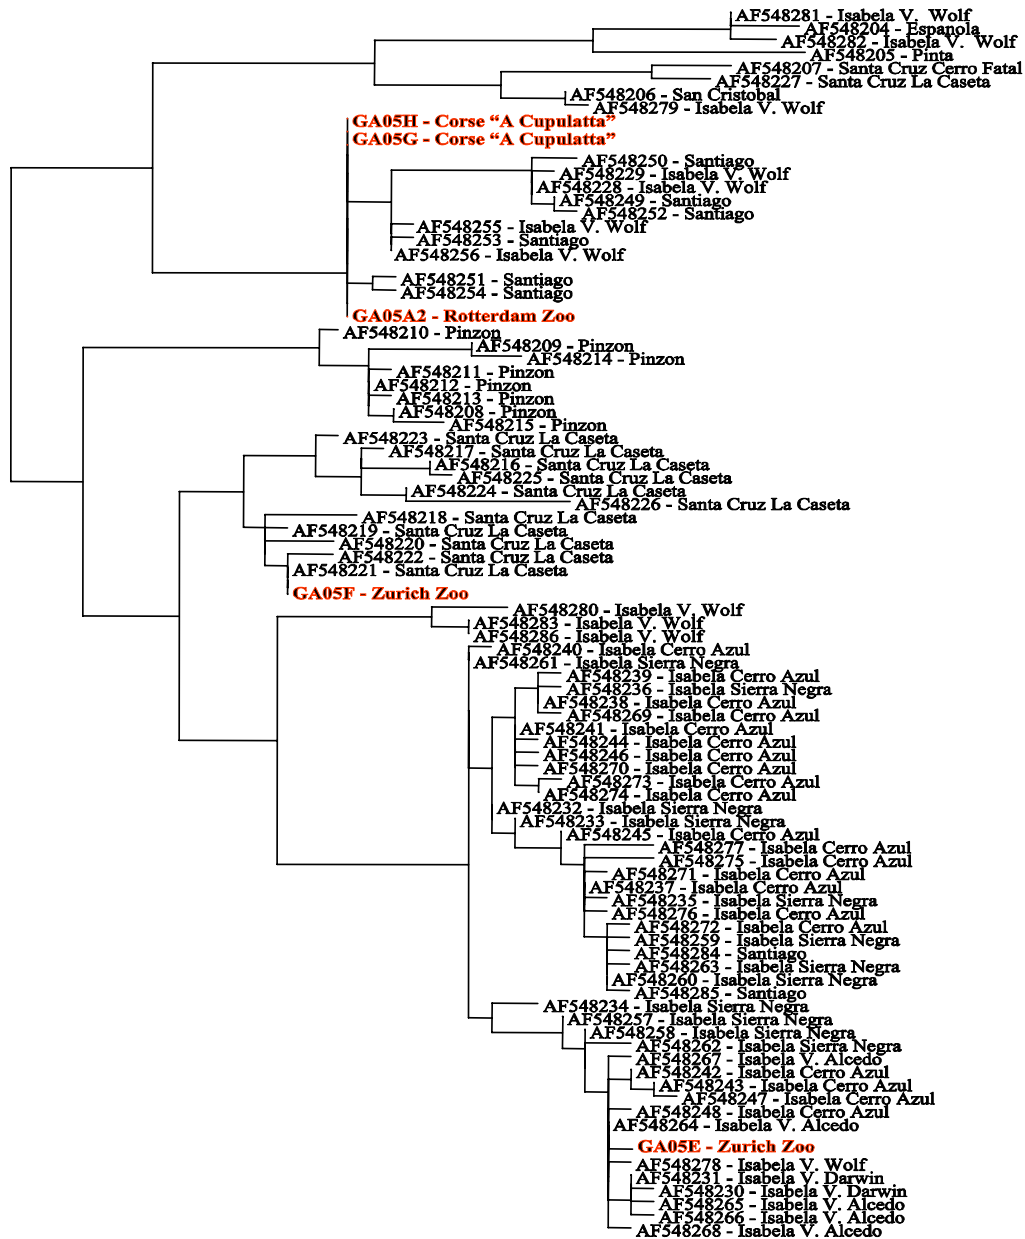 AF548281 - Isabela V. Wolf
AF548204 - Espanola
AF548282 - Isabela V. Wolf
AF548205 - Pinta
AF548207 - Santa Cruz Cerro Fatal
AF548227 - Santa Cruz La Caseta
AF548206 - San Cristobal
AF548279 - Isabela V. Wolf
GA05H - Corse “A Cupulatta”
GA05G - Corse “A Cupulatta”
AF548250 - Santiago
AF548229 - Isabela V. Wolf
AF548228 - Isabela V. Wolf
AF548249 - Santiago
AF548252 - Santiago
AF548255 - Isabela V. Wolf
AF548253 - Santiago
AF548256 - Isabela V. Wolf
AF548251 - Santiago
AF548254 - Santiago
GA05A2 - Rotterdam Zoo
AF548210 - Pinzon
AF548209 - Pinzon
AF548214 - Pinzon
AF548211 - Pinzon
AF548212 - Pinzon
AF548213 - Pinzon
AF548208 - Pinzon
AF548215 - Pinzon
AF548223 - Santa Cruz La Caseta
AF548217 - Santa Cruz La Caseta
AF548216 - Santa Cruz La Caseta
AF548225 - Santa Cruz La Caseta
AF548224 - Santa Cruz La Caseta
AF548226 - Santa Cruz La Caseta
AF548218 - Santa Cruz La Caseta
AF548219 - Santa Cruz La Caseta
AF548220 - Santa Cruz La Caseta
AF548222 - Santa Cruz La Caseta
AF548221 - Santa Cruz La Caseta
GA05F - Zurich Zoo
AF548280 - Isabela V. Wolf
AF548283 - Isabela V. Wolf
AF548286 - Isabela V. Wolf
AF548240 - Isabela Cerro Azul
AF548261 - Isabela Sierra Negra
AF548239 - Isabela Cerro Azul
AF548236 - Isabela Sierra Negra
AF548238 - Isabela Cerro Azul
AF548269 - Isabela Cerro Azul
AF548241 - Isabela Cerro Azul
AF548244 - Isabela Cerro Azul
AF548246 - Isabela Cerro Azul
AF548270 - Isabela Cerro Azul
AF548273 - Isabela Cerro Azul
AF548274 - Isabela Cerro Azul
AF548232 - Isabela Sierra Negra
AF548233 - Isabela Sierra Negra
AF548245 - Isabela Cerro Azul
AF548277 - Isabela Cerro Azul
AF548275 - Isabela Cerro Azul
AF548271 - Isabela Cerro Azul
AF548237 - Isabela Cerro Azul
AF548235 - Isabela Sierra Negra
AF548276 - Isabela Cerro Azul
AF548272 - Isabela Cerro Azul
AF548259 - Isabela Sierra Negra
AF548284 - Santiago
AF548263 - Isabela Sierra Negra
AF548260 - Isabela Sierra Negra
AF548285 - Santiago
AF548234 - Isabela Sierra Negra
AF548257 - Isabela Sierra Negra
AF548258 - Isabela Sierra Negra
AF548262 - Isabela Sierra Negra
AF548267 - Isabela V. Alcedo
AF548242 - Isabela Cerro Azul
AF548243 - Isabela Cerro Azul
AF548247 - Isabela Cerro Azul
AF548248 - Isabela Cerro Azul
AF548264 - Isabela V. Alcedo
GA05E - Zurich Zoo
AF548278 - Isabela V. Wolf
AF548231 - Isabela V. Darwin
AF548230 - Isabela V. Darwin
AF548265 - Isabela V. Alcedo
AF548266 - Isabela V. Alcedo
AF548268 - Isabela V. Alcedo